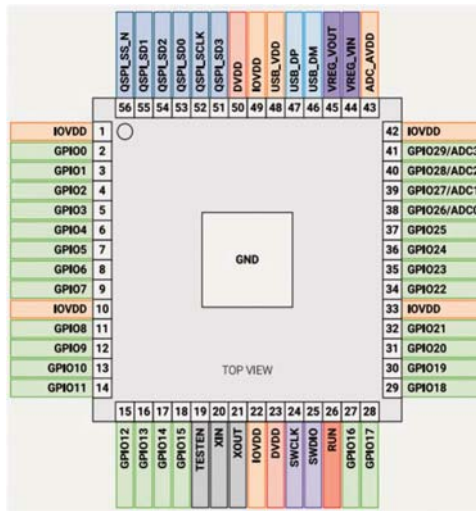 QSPI_SS_N
QSPI_SD1
QSPI_SD2
QSPI_SD0
QSPI_SCLK
QSPI_SD3
DVDD
IOVDD
USB_VDD
USB_DP
USB_DM
VREG_VOUT
VREG_VIN
ADC_AVDD
56 55 54 53 52 51 50 49 48 47 46 45 44 43
IOVDD 1
GPIO0 2
GPIO1 3
GPIO2 4
GPIO3 5
GPIO4 6
GPIO5 7
GPIO6 8
GPIO7 9
IOVDD 10
GPIO8 11
GPIO9 12
GPIO10 13
GPIO11 14
GND
TOP VIEW
42 IOVDD
41 GPIO29/ADC3
40 GPIO28/ADC2
39 GPIO27/ADC1
38 GPIO26/ADC0
37 GPIO25
36 GPIO24
35 GPIO23
34 GPIO22
33 IOVDD
32 GPIO21
31 GPIO20
30 GPIO19
29 GPIO18
15 16 17 18 19 20 21 22 23 24 25 26 27 28
GPIO12
GPIO13
GPIO14
GPIO15
TESTEN
XIN
XOUT
IOVDD
DVDD
SWCLK
SWDIO
RUN
GPIO16
GPIO17